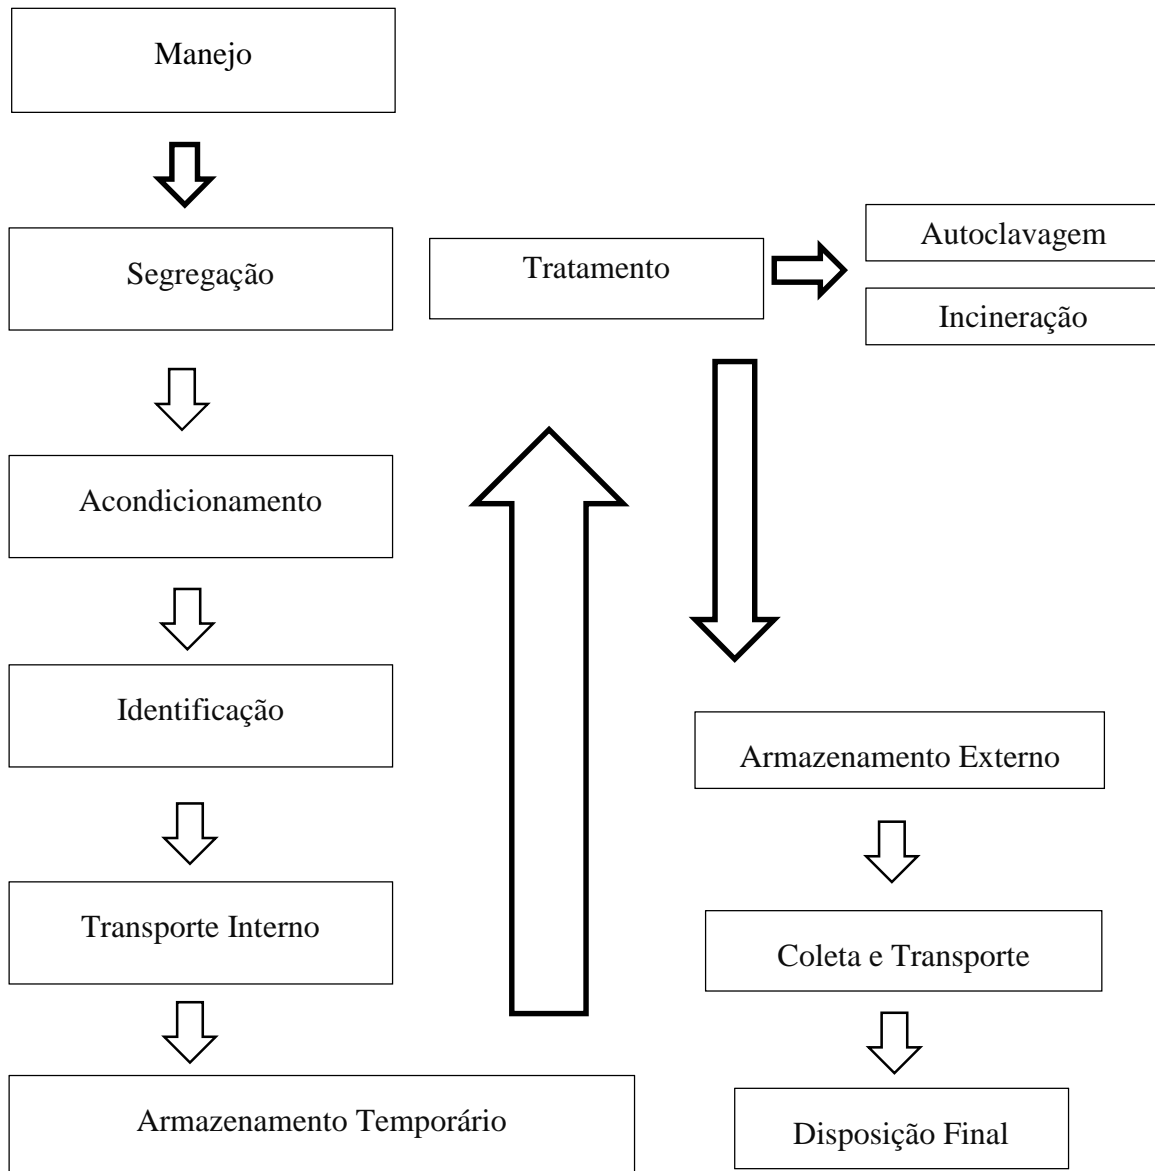 Manejo
Segregação
Acondicionamento
Identificação
Transporte Interno
Armazenamento Temporário
Tratamento
Autoclavagem
Incineração
Armazenamento Externo
Coleta e Transporte
Disposição Final